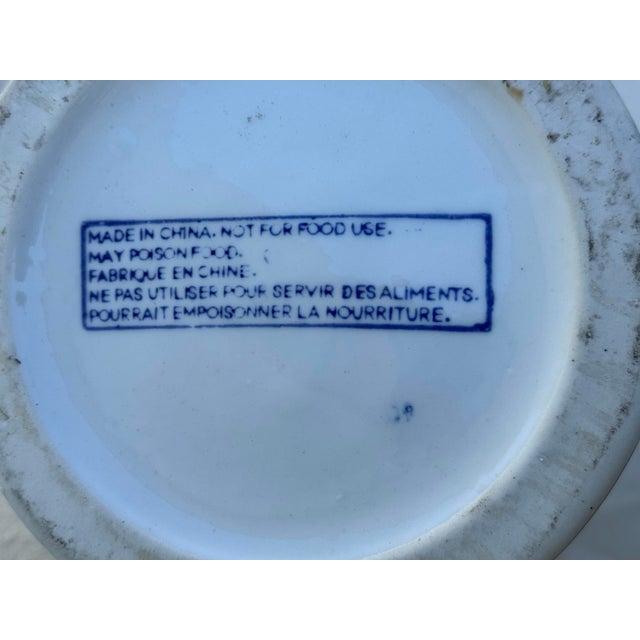 MADE IN CHINA. NOT FOR FOOD USE.
MAY POISON FOOD.
FABRIQUE EN CHINE.
NE PAS UTILISER POUR SERVIR DES ALIMENTS.
POURRAIT EMPOISONNER LA NOURRITURE.